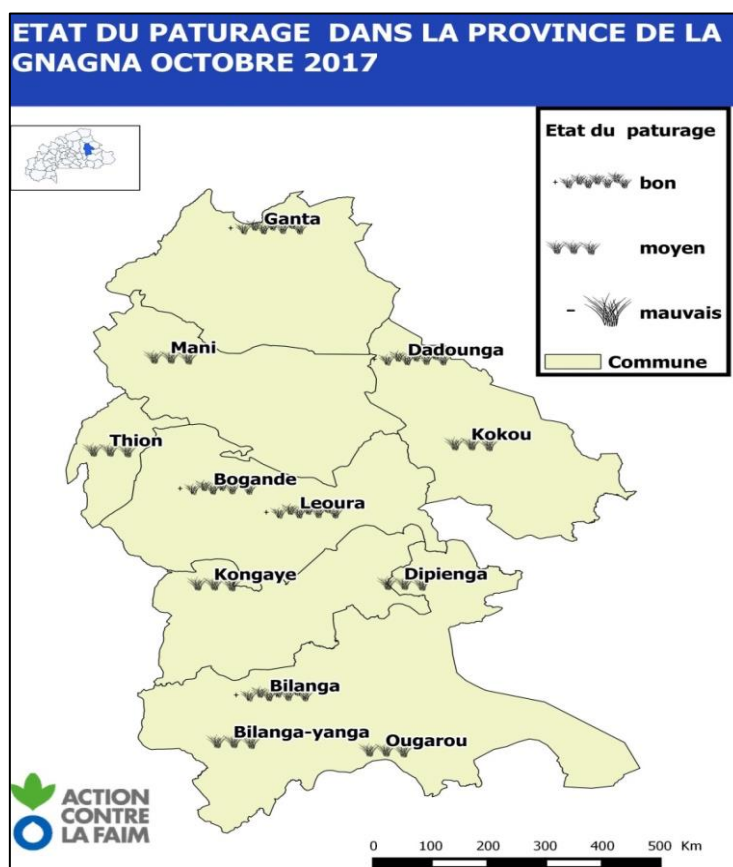 ETAT DU PATURAGE DANS LA PROVINCE DE LA
GNAGNA OCTOBRE 2017
Etat du paturage
bon
moyen
mauvais
Commune
Ganta
Mani
Dadounga
Thion
Kokou
Bogande
Leoura
Kongaye
Dipienga
Bilanga
Bilanga-yanga
Ougarou
ACTION
CONTRE
LA FAIM
0 100 200 300 400 500 Km